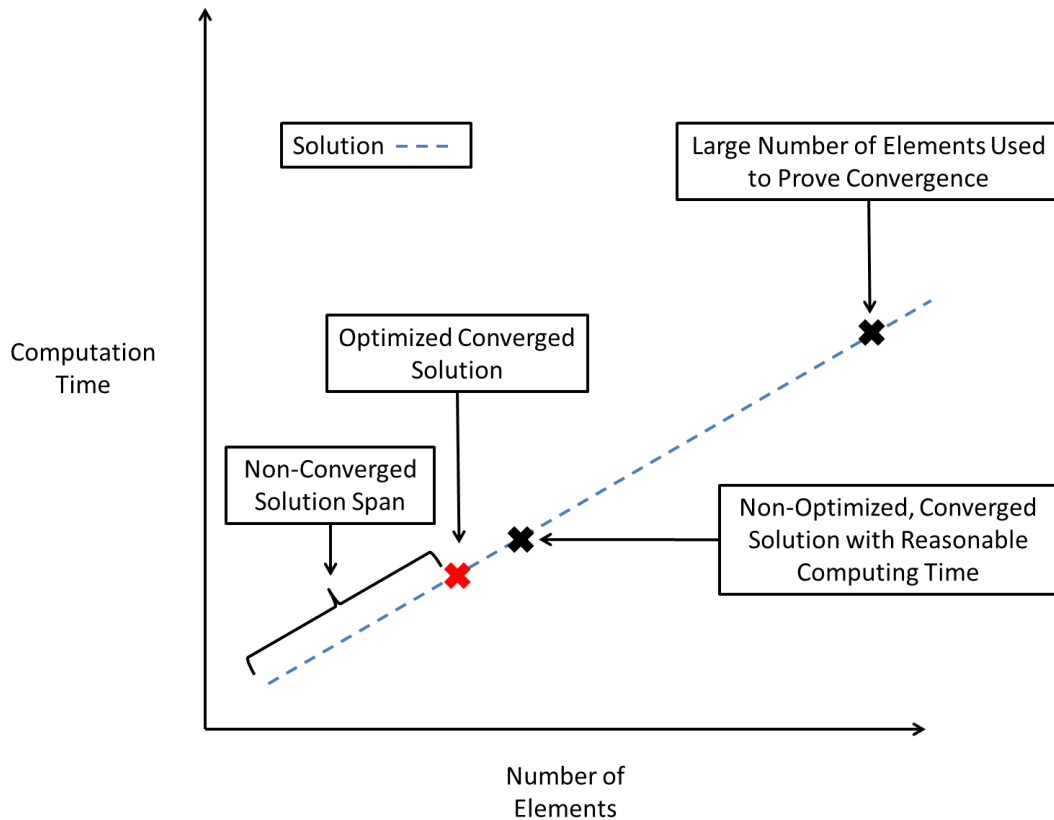 Solution
Large Number of Elements Used
to Prove Convergence
Optimized Converged
Solution
Computation
Time
Non-Converged
Solution Span
Non-Optimized, Converged
Solution with Reasonable
Computing Time
Number of
Elements